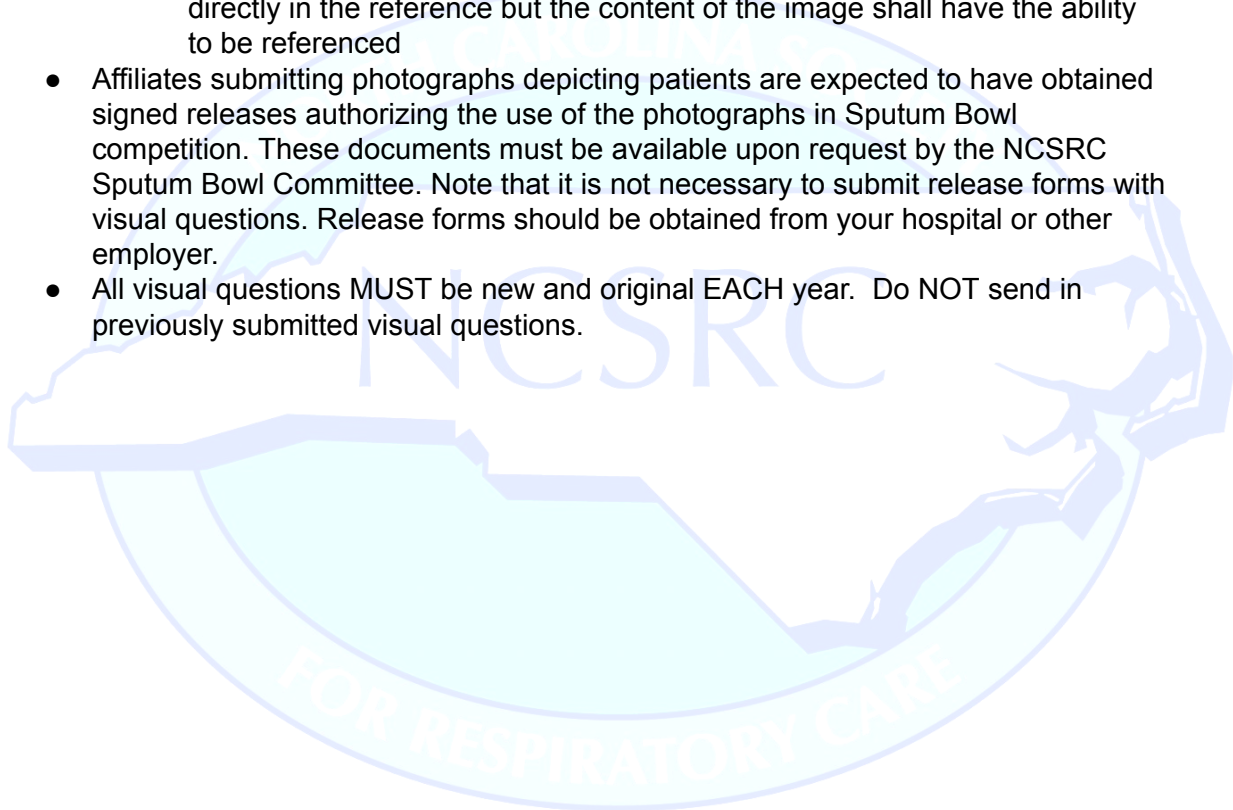 directly in the reference but the content of the image shall have the ability
to be referenced
● Affiliates submitting photographs depicting patients are expected to have obtained
signed releases authorizing the use of the photographs in Sputum Bowl
competition. These documents must be available upon request by the NCSRC
Sputum Bowl Committee. Note that it is not necessary to submit release forms with
visual questions. Release forms should be obtained from your hospital or other
employer.
● All visual questions MUST be new and original EACH year.  Do NOT send in
previously submitted visual questions.
CAROLINA
NCSRC
FOR RESPIRATORY CARE